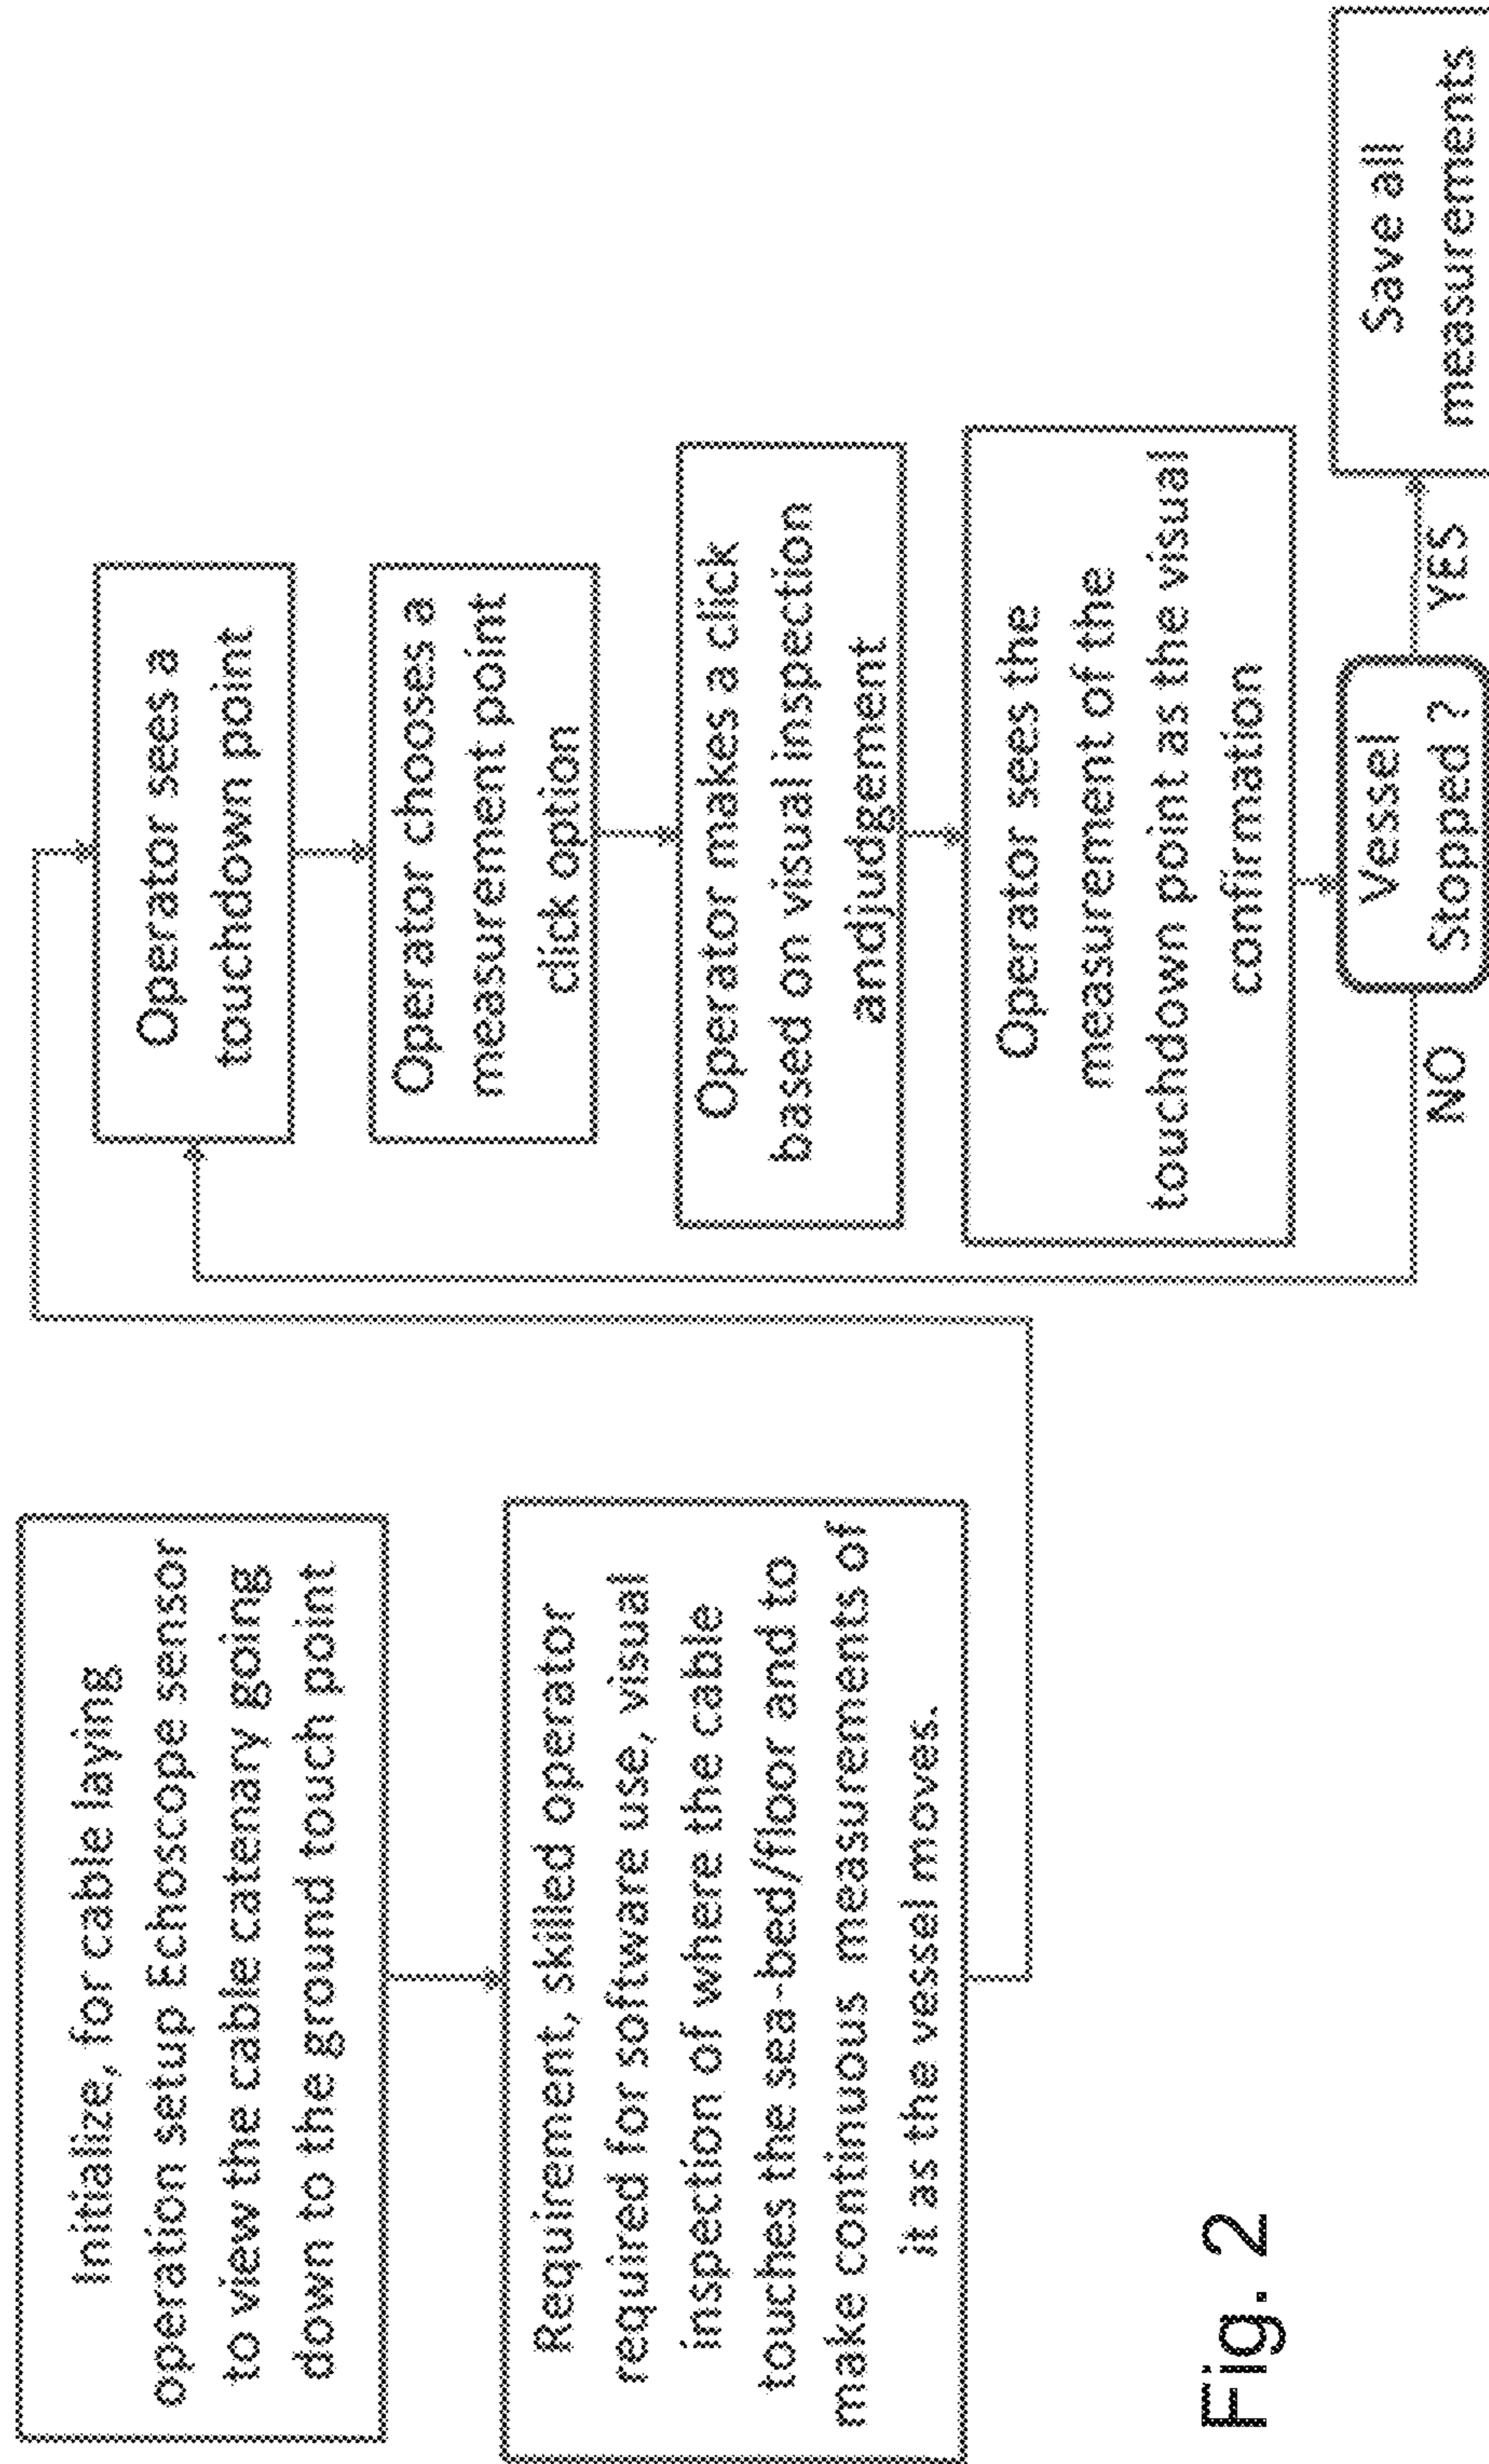 Initialize, for cable laying
operation setup Echoscope sensor
to view the cable catenary going
down to the ground touch point
Requirement, skilled operator
required for software use, visual
inspection of where the cable
touches the sea-bed/floor and to
make continuous measurements of
it as the vessel moves.
Operator sees a
touchdown point
Operator chooses a
measurement point
click option
Operator makes a click
based on visual inspection
andjudgement
Operator sees the
measurement of the
touchdown point as the visual
confirmation
Vessel
Stopped ?
NO
YES
Save all
measurements
Fig. 2